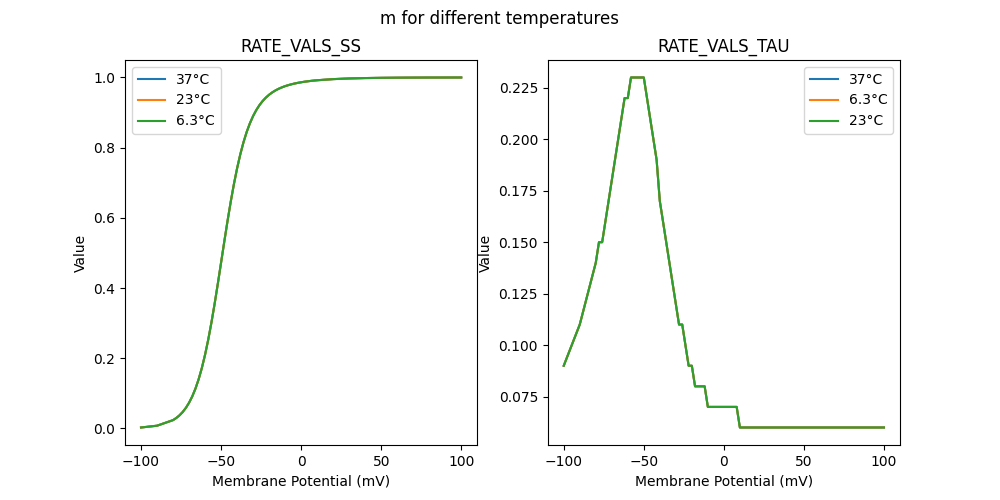 m for different temperatures
RATE_VALS_SS
1.0
0.8
0.6
0.4
0.2
0.0
Value
37°C
23°C
6.3°C
−100
−50
0
50
100
Membrane Potential (mV)
RATE_VALS_TAU
0.225
0.200
0.175
0.150
0.125
0.100
0.075
Value
37°C
6.3°C
23°C
−100
−50
0
50
100
Membrane Potential (mV)